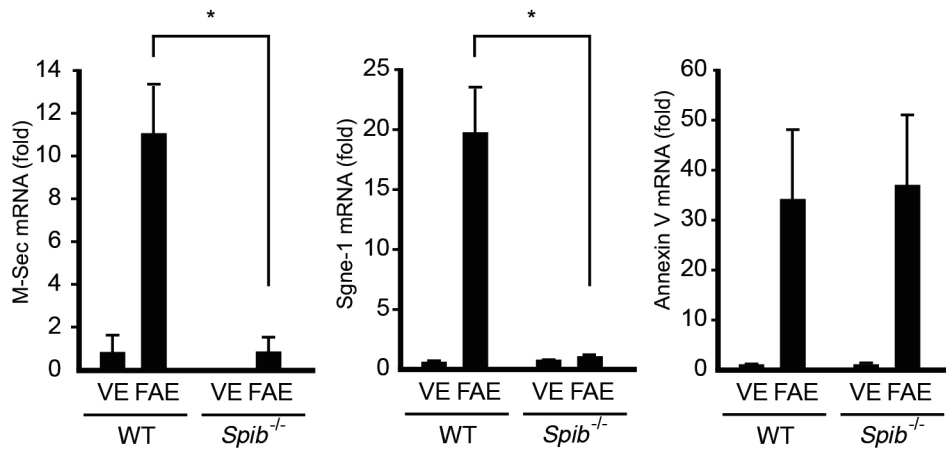 *
M-Sec mRNA (fold)
14
12
10
8
6
4
2
0
VE FAE VE FAE
WT Spib-/-
*
Sgne-1 mRNA (fold)
25
20
15
10
5
0
VE FAE VE FAE
WT Spib-/-
Annexin V mRNA (fold)
60
50
40
30
20
10
0
VE FAE VE FAE
WT Spib-/-